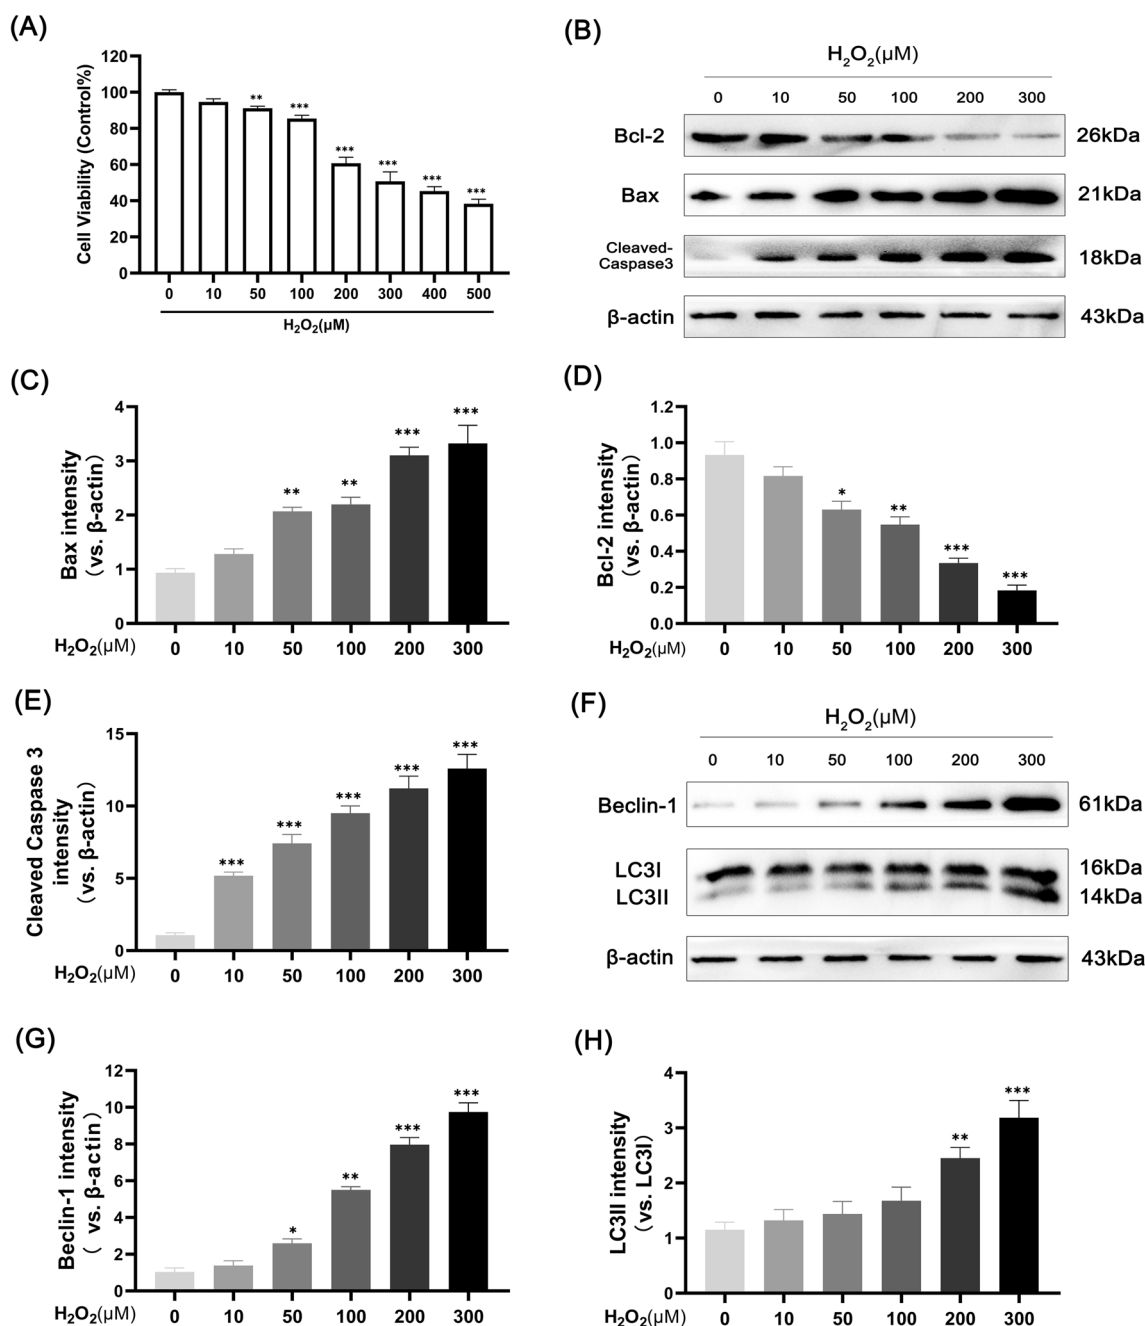 (A)
Cell Viability (Control%)
120
100
80
60
40
20
0
** *** *** *** *** ***
0 10 50 100 200 300 400 500
H₂O₂(μM)
(B)
H₂O₂(μM)
0 10 50 100 200 300
Bcl-2 26kDa
Bax 21kDa
Cleaved-
Caspase3 18kDa
β-actin 43kDa
(C)
Bax intensity
(vs. β-actin)
4
3
2
1
0
** ** *** ***
H₂O₂(μM) 0 10 50 100 200 300
(D)
Bcl-2 intensity
(vs. β-actin)
1.2
1.0
0.8
0.6
0.4
0.2
0.0
* ** *** ***
H₂O₂(μM) 0 10 50 100 200 300
(E)
Cleaved Caspase 3
intensity
(vs. β-actin)
15
10
5
0
*** *** *** *** ***
H₂O₂(μM) 0 10 50 100 200 300
(F)
H₂O₂(μM)
0 10 50 100 200 300
Beclin-1 61kDa
LC3I 16kDa
LC3II 14kDa
β-actin 43kDa
(G)
Beclin-1 intensity
( vs. β-actin)
12
10
8
6
4
2
0
* ** *** ***
H₂O₂(μM) 0 10 50 100 200 300
(H)
LC3II intensity
(vs. LC3I)
4
3
2
1
0
** ***
H₂O₂(μM) 0 10 50 100 200 300